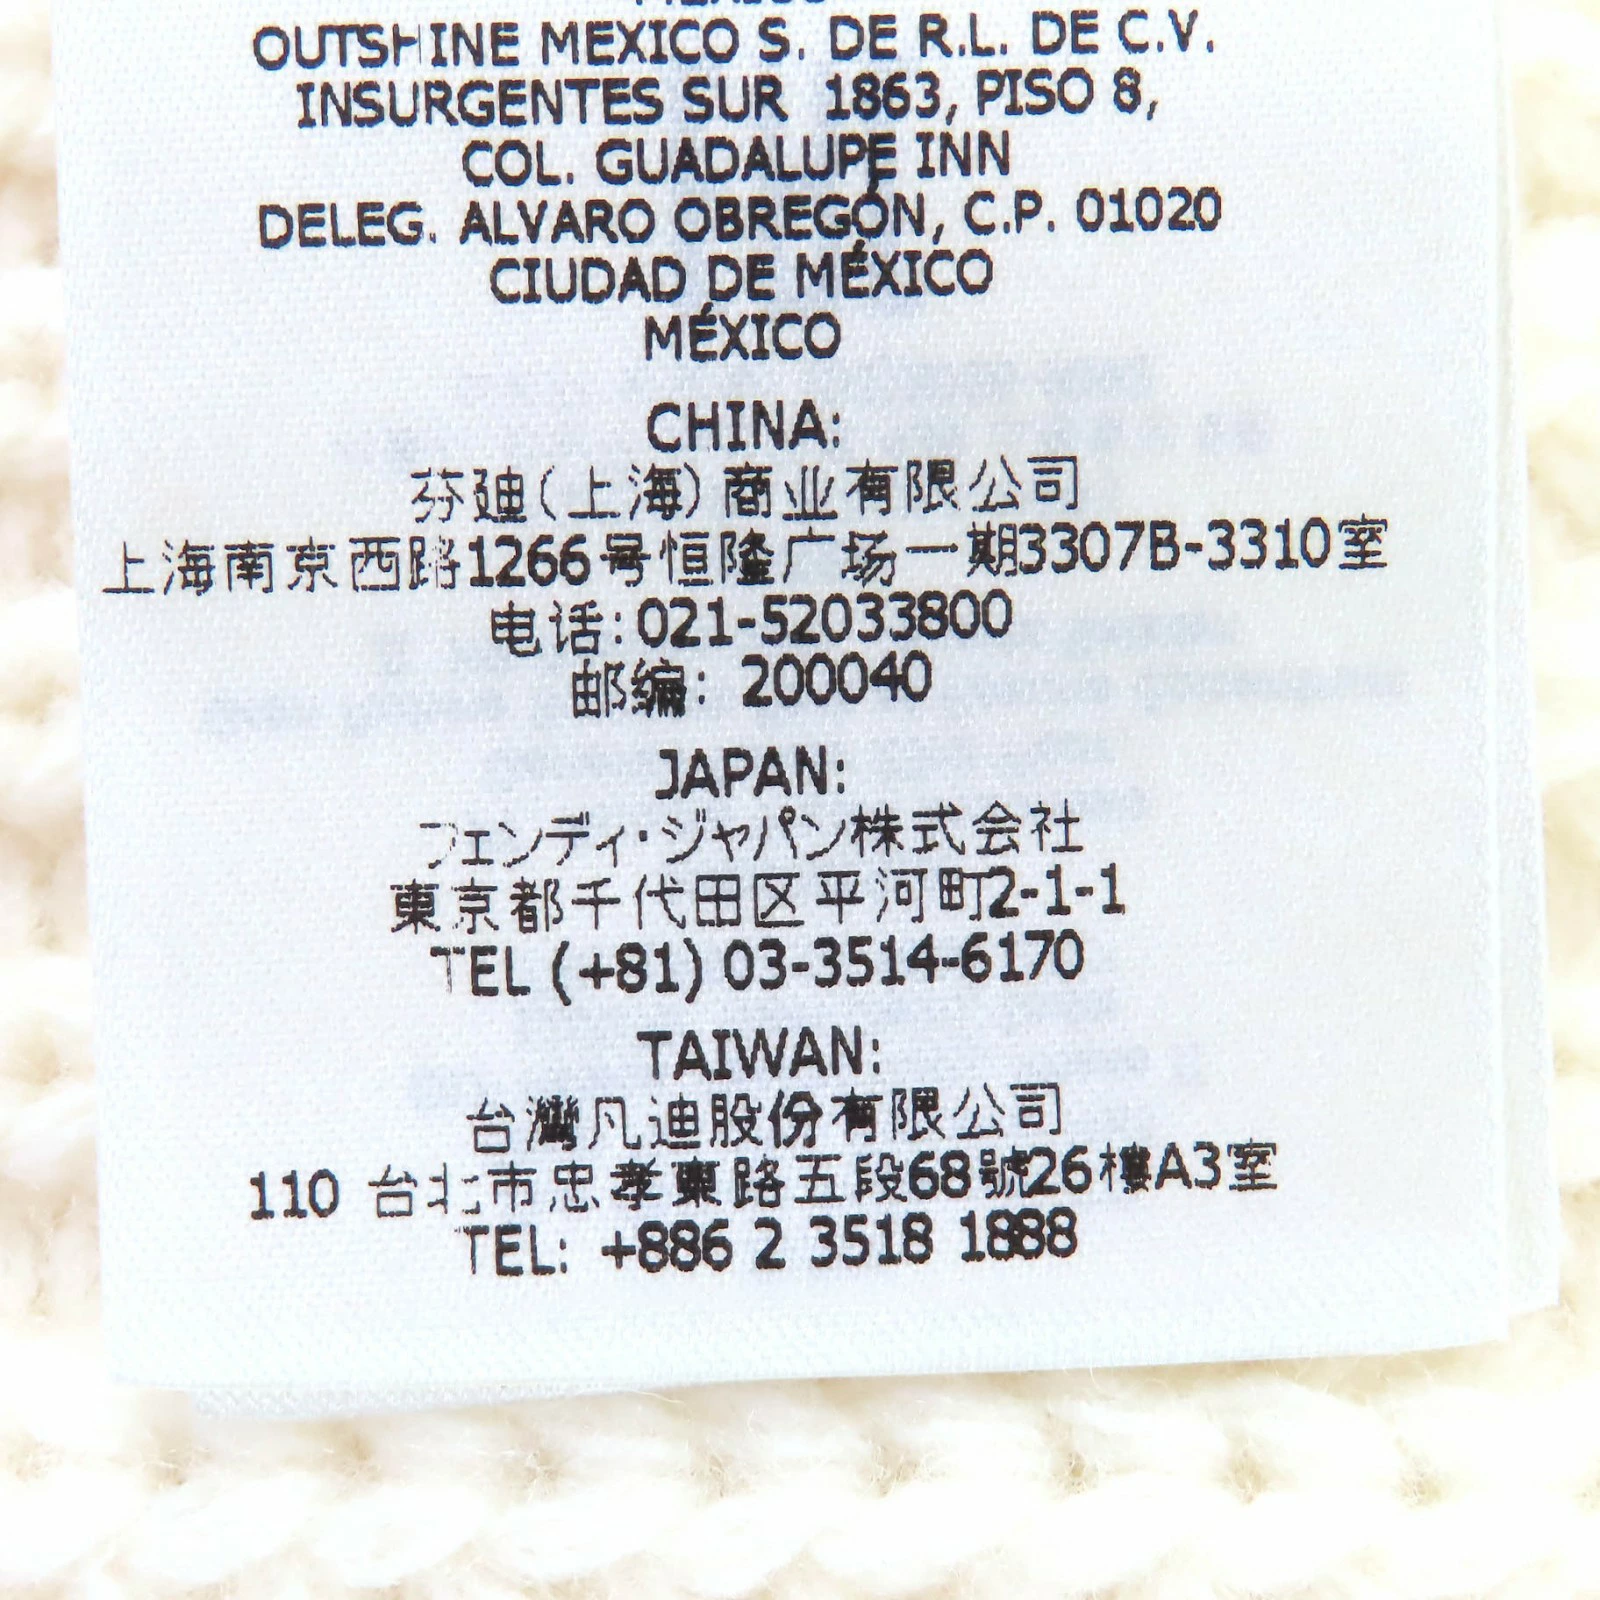 OUTSHINE MEXICO S. DE R.L. DE C.V.
INSURGENTES SUR 1863, PISO 8,
COL. GUADALUPE INN
DELEG. ALVARO OBREGÓN, C.P. 01020
CIUDAD DE MÉXICO
MÉXICO
CHINA:
芬迪(上海)商业有限公司
上海南京西路1266号恒隆广场一期3307B-3310室
电话:021-52033800
邮编: 200040
JAPAN:
フェンディ・ジャパン株式会社
東京都千代田区平河町2-1-1
TEL (+81) 03-3514-6170
TAIWAN:
台灣凡迪股份有限公司
110 台北市忠孝東路五段68號26樓A3室
TEL: +886 2 3518 1888